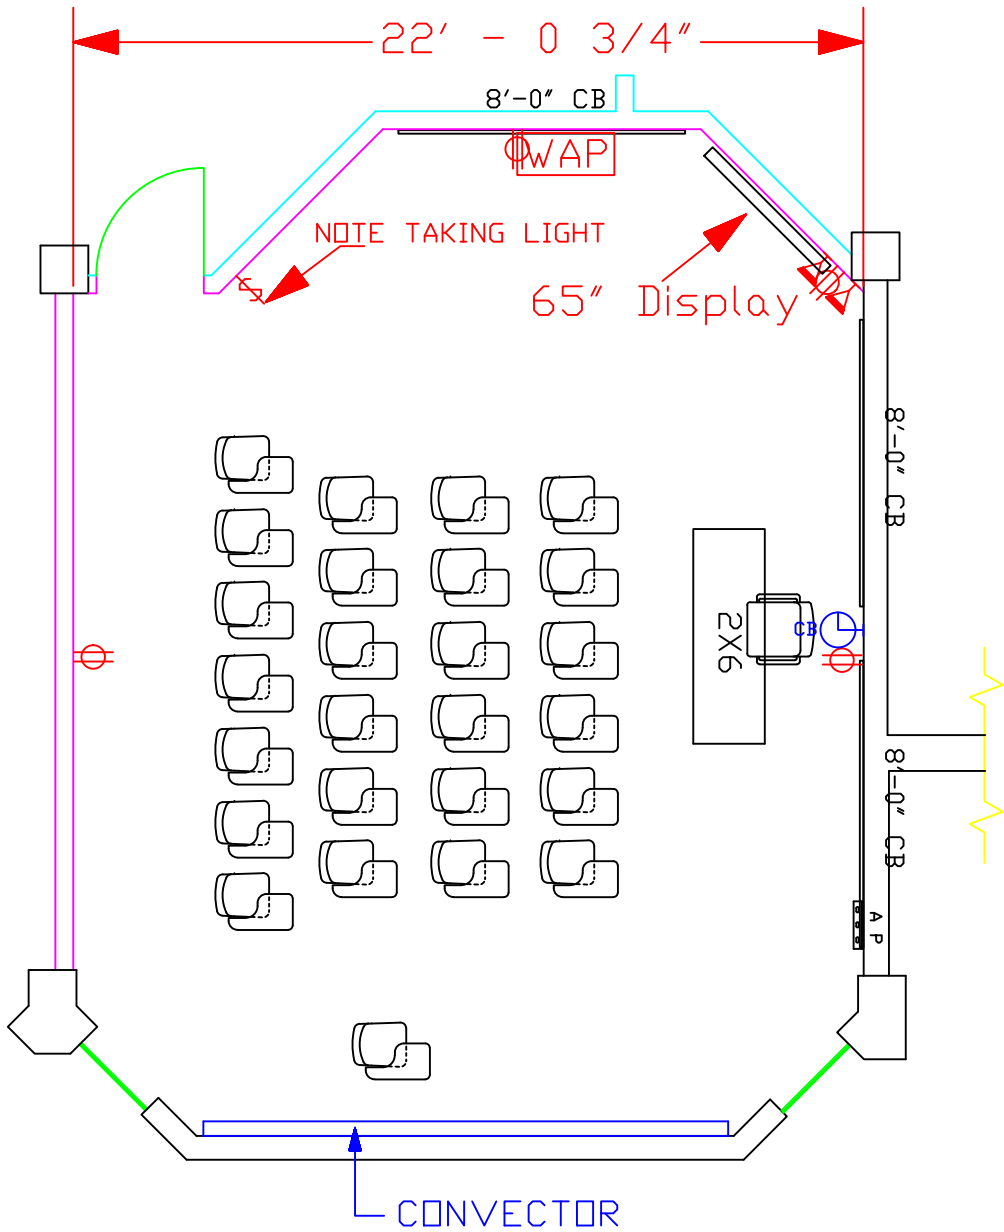 22' - 0 3/4"
8'-0" CB
WAP
NOTE TAKING LIGHT
65" Display
S
8'-0" CB
2X6
CB
8'-0" CB
A P
CONVECTOR